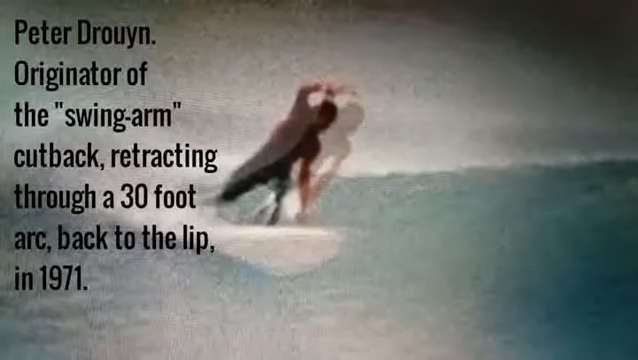 Peter Drouyn.
Originator of
the "swing-arm"
cutback, retracting
through a 30 foot
arc, back to the lip,
in 1971.